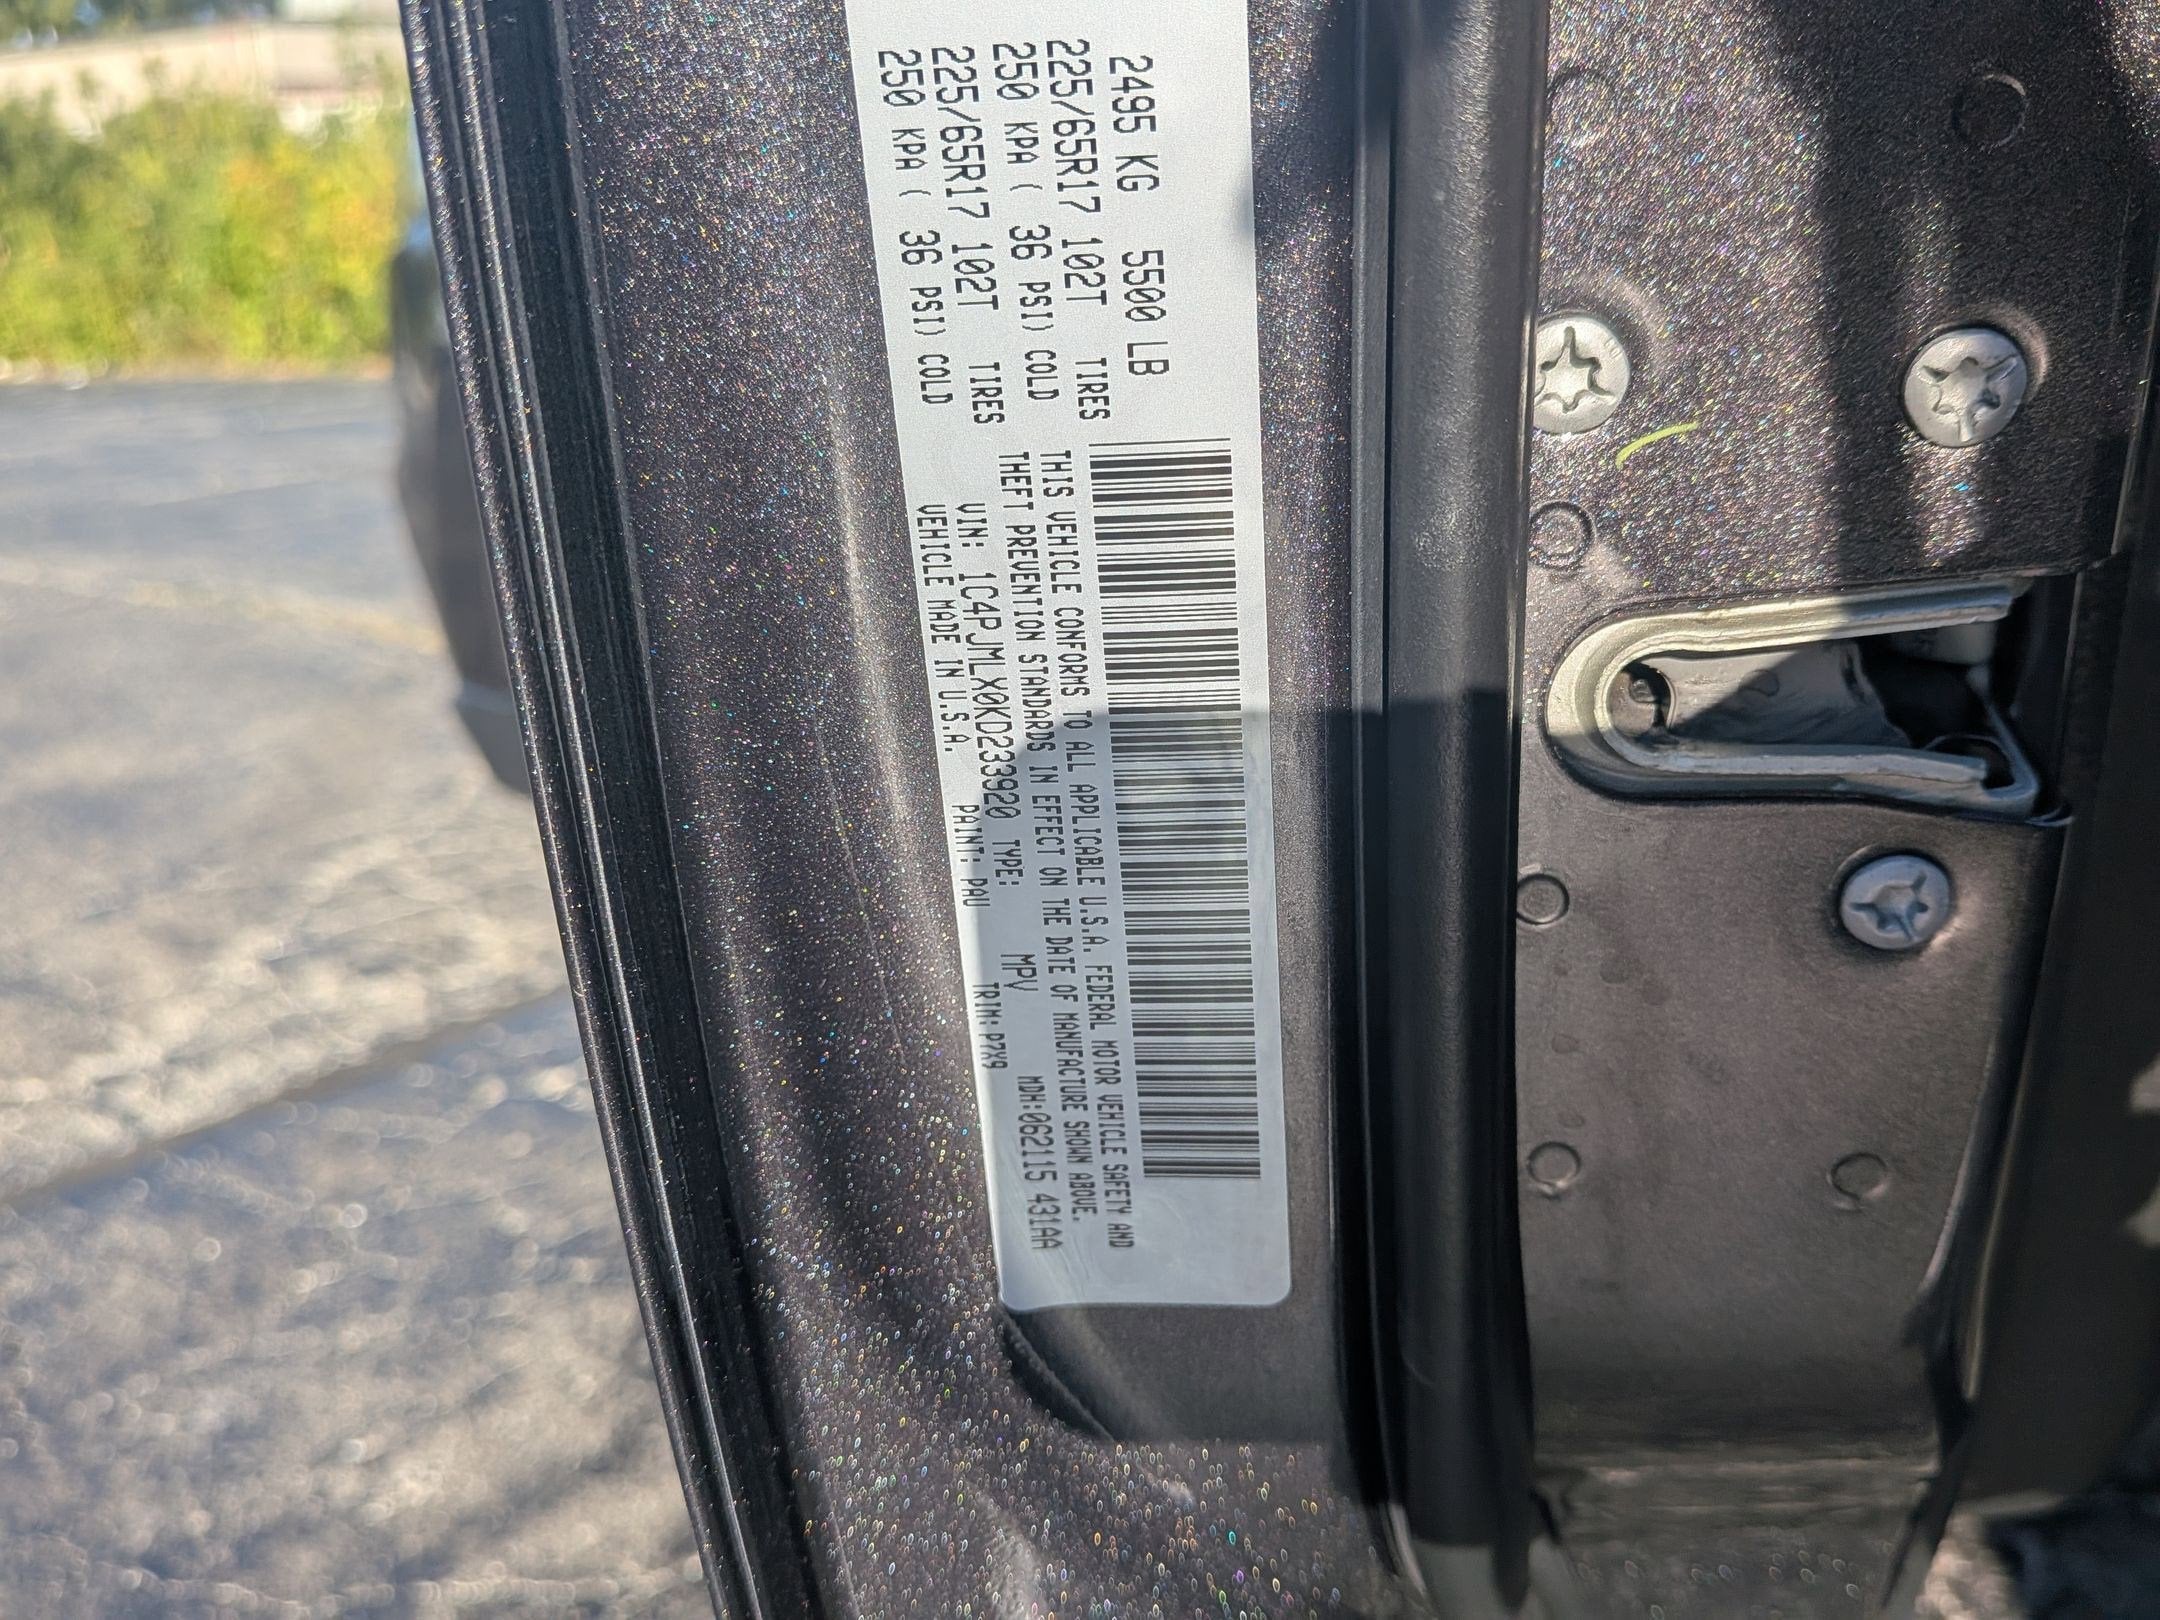 2495 KG 5500 LB
225/65R17 102T TIRES
250 KPA ( 36 PSI) COLD
225/65R17 102T TIRES
250 KPA ( 36 PSI) COLD
THIS VEHICLE CONFORMS TO ALL APPLICABLE U.S.A. FEDERAL MOTOR VEHICLE SAFETY AND
THEFT PREVENTION STANDARDS IN EFFECT ON THE DATE OF MANUFACTURE SHOWN ABOVE.
VIN: 1C4PJMLX0KD233920 TYPE: MPV MDH:062115 431AA
VEHICLE MADE IN U.S.A. PAINT: PAU TRIM: P7X9